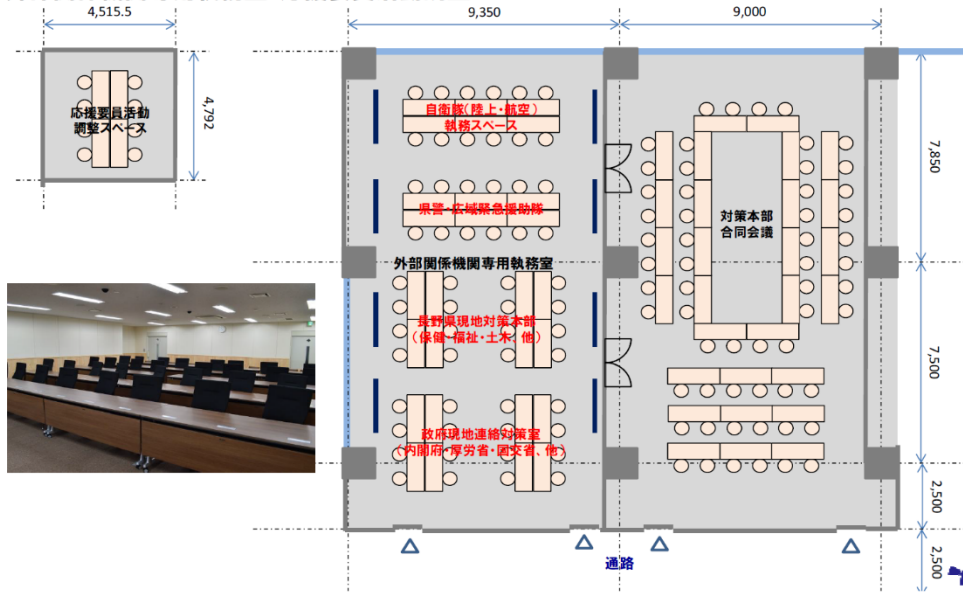 4,515.5
9,350
9,000
4,792
応援要員活動
調整スペース
自衛隊(陸上・航空)
執務スペース
7,850
県警・広域緊急援助隊
対策本部
合同会議
外部関係機関専用執務室
長野県現地対策本部
(保健・福祉・土木、他)
7,500
政府現地連絡対策室
(内閣府・厚労省・国交省、他)
2,500
2,500
通路